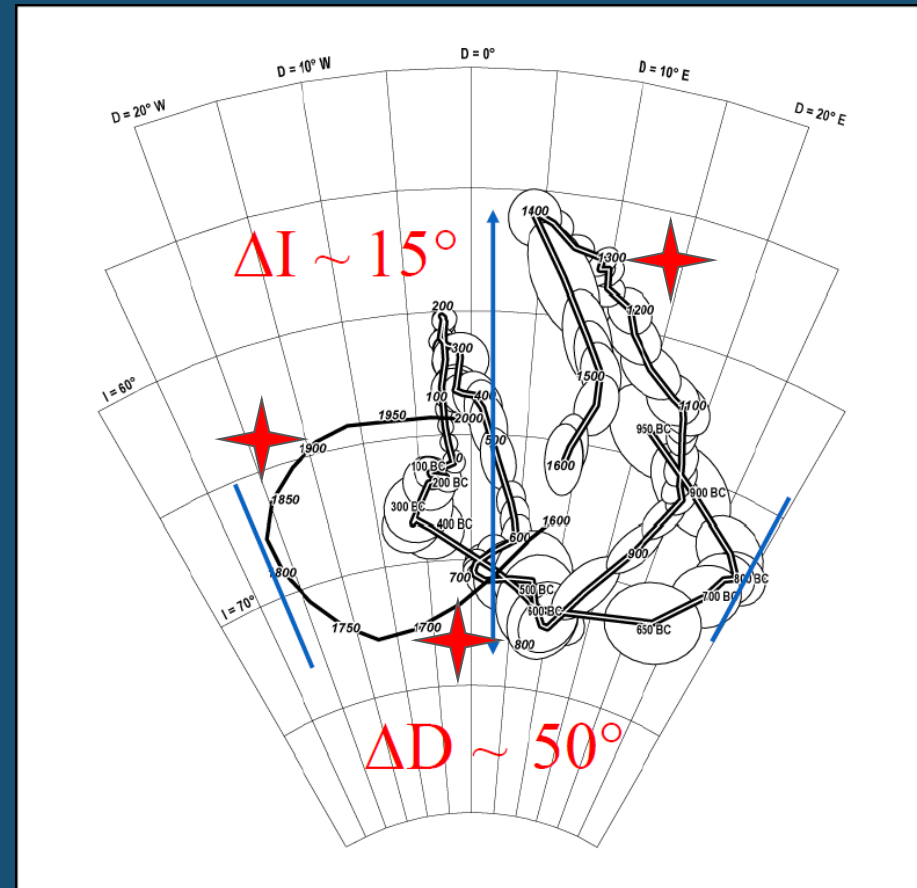 D = 0°
D = 10° W
D = 10° E
D = 20° W
D = 20° E
1400
ΔI ~ 15°
1300
200
1200
300
I = 60°
1500
100
400
1100
1950
2000
950 BC
500
1900
0
1600
100 BC
200 BC
900 BC
1850
300 BC
400 BC
1600
600
900
1800
700
800 BC
500 BC
700 BC
I = 70°
600 BC
1750
1700
650 BC
800
ΔD ~ 50°